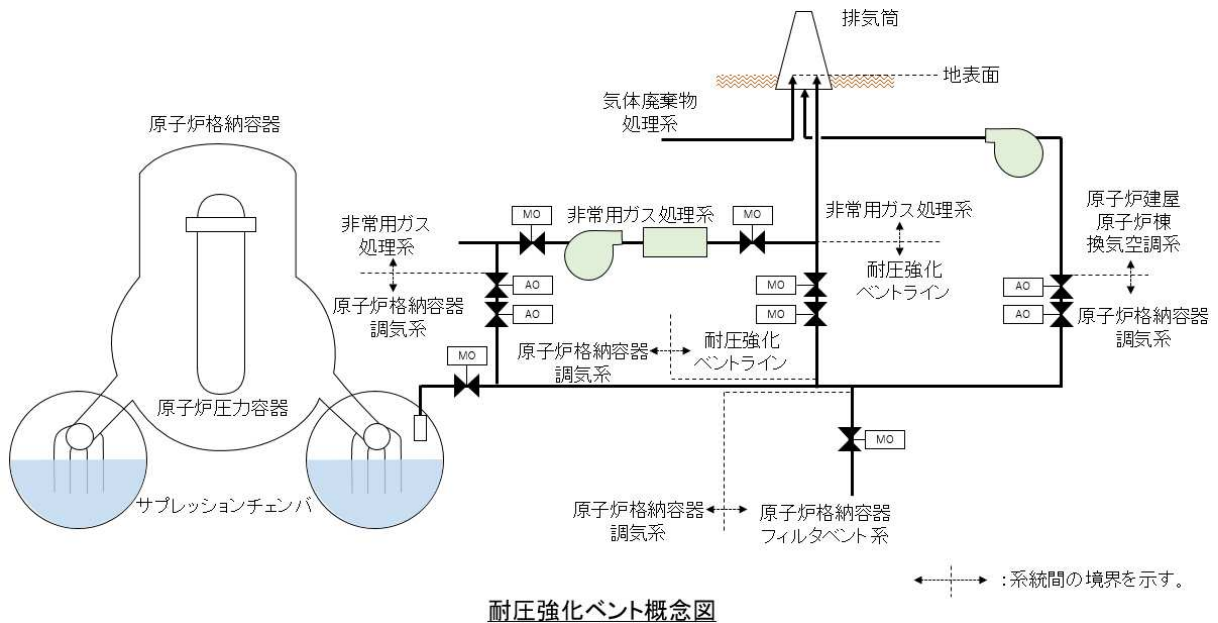 排気筒
地表面
気体廃棄物
処理系
原子炉格納容器
非常用ガス
処理系
MO
非常用ガス処理系
MO
非常用ガス処理系
原子炉建屋
原子炉棟
換気空調系
耐圧強化
ベントライン
AO
AO
MO
MO
AO
AO
原子炉格納容器
調気系
原子炉格納容器
調気系
耐圧強化
ベントライン
原子炉格納容器
調気系
MO
原子炉圧力容器
MO
サプレッションチェンバ
原子炉格納容器
調気系
原子炉格納容器
フィルタベント系
:系統間の境界を示す。
耐圧強化ベント概念図